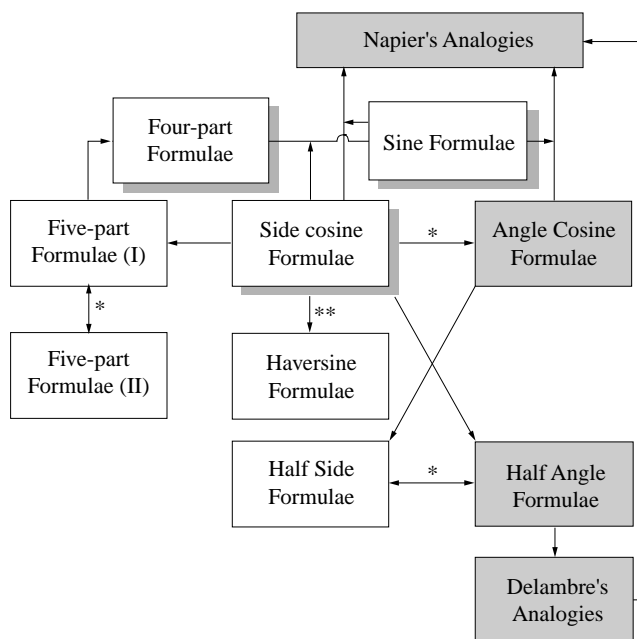 Napier's Analogies
Four-part
Formulae
Sine Formulae
Five-part
Formulae (I)
Side cosine
Formulae
*
Angle Cosine
Formulae
*
**
Five-part
Formulae (II)
Haversine
Formulae
Half Side
Formulae
*
Half Angle
Formulae
Delambre's
Analogies